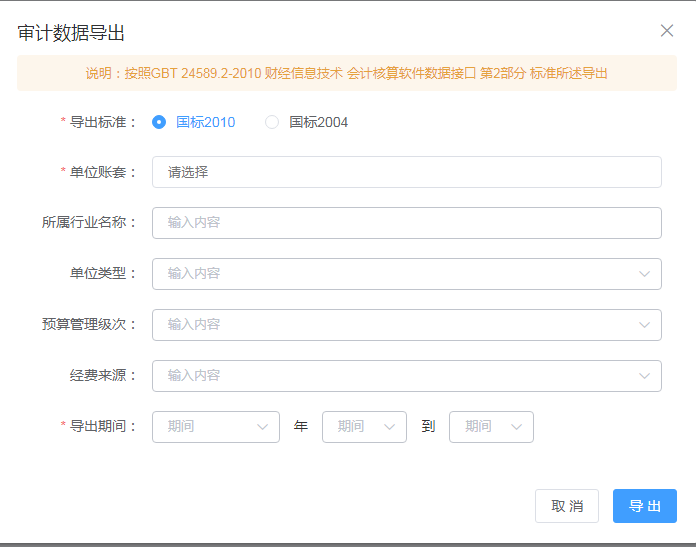 审计数据导出
说明：按照GBT 24589.2-2010 财经信息技术 会计核算软件数据接口 第2部分 标准所述导出
* 导出标准： 国标2010 国标2004
* 单位账套： 请选择
所属行业名称： 输入内容
单位类型： 输入内容
预算管理级次： 输入内容
经费来源： 输入内容
* 导出期间： 期间 年 期间 到 期间
取 消 导 出